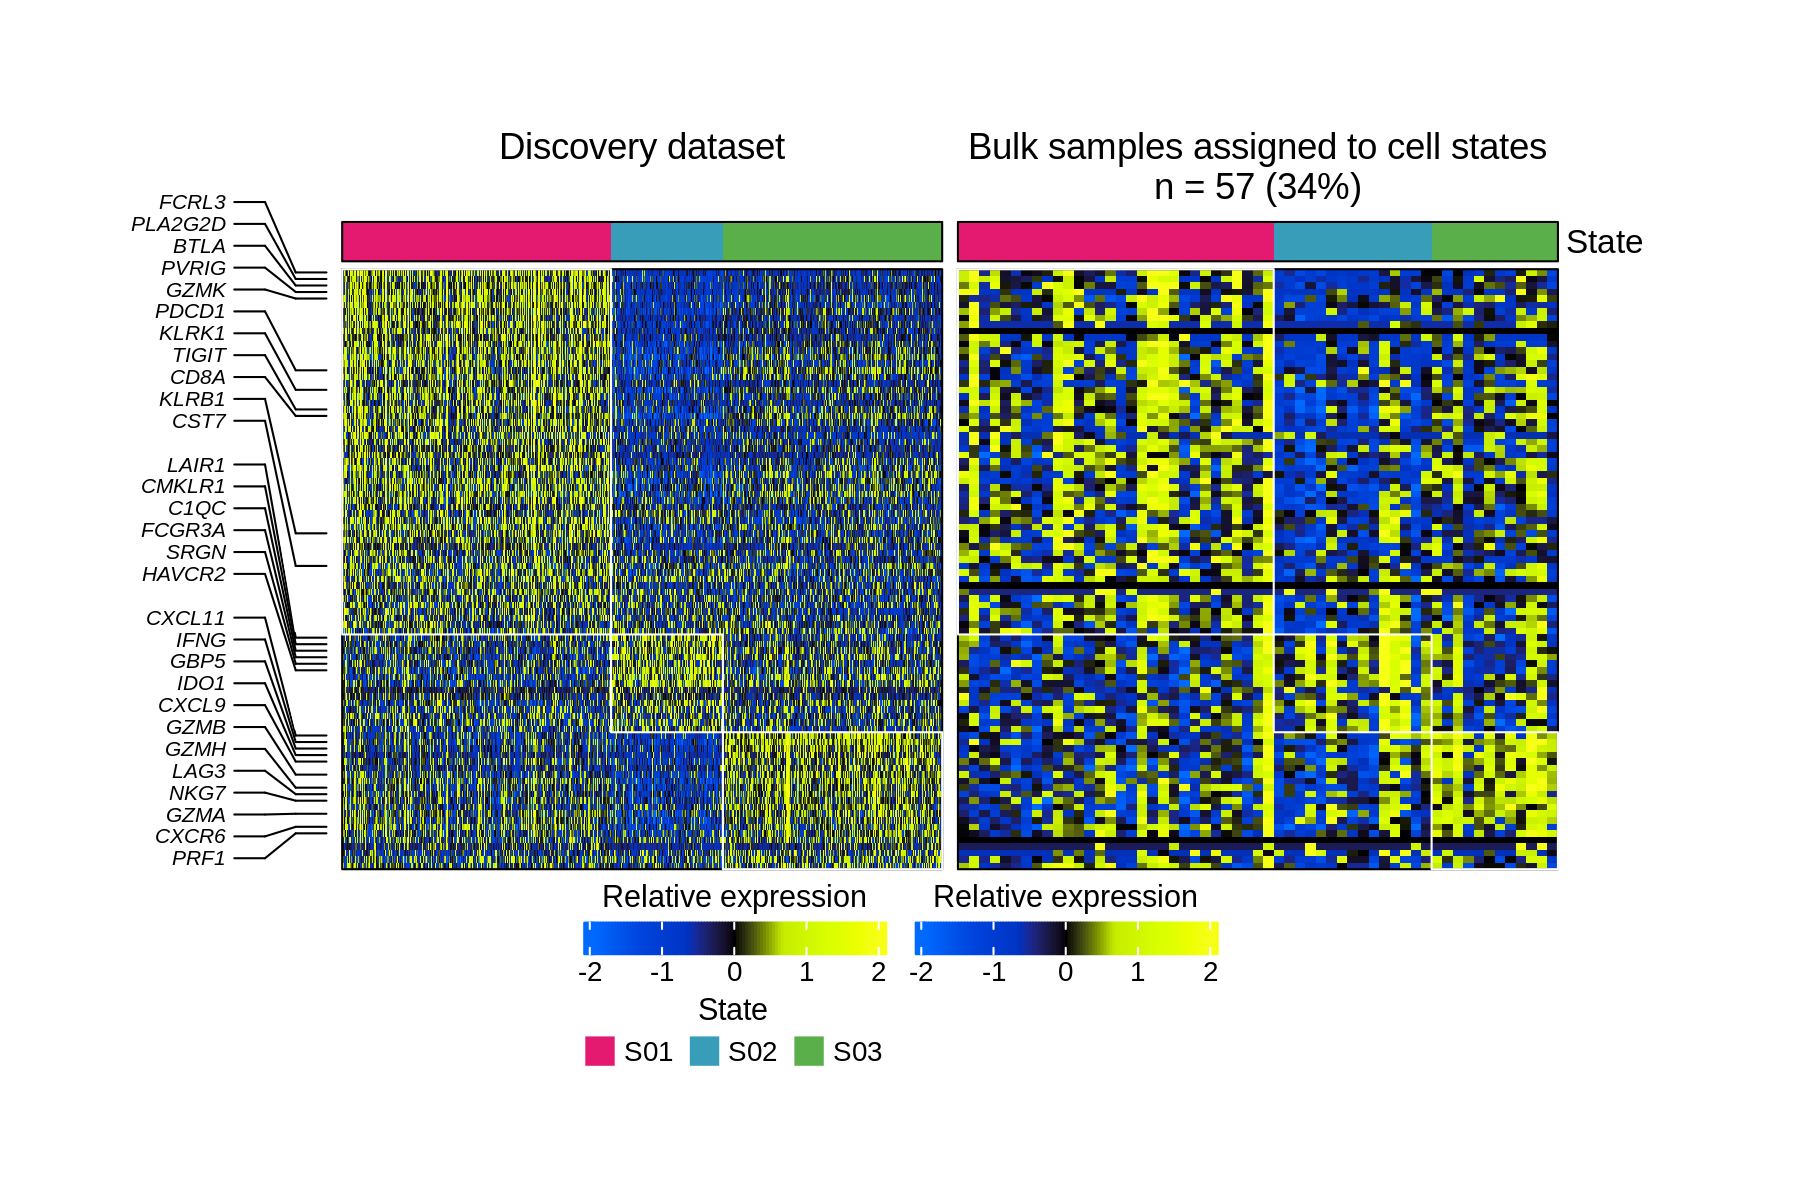 Discovery dataset
Bulk samples assigned to cell states
n = 57 (34%)
State
FCRL3
PLA2G2D
BTLA
PVRIG
GZMK
PDCD1
KLRK1
TIGIT
CD8A
KLRB1
CST7
LAIR1
CMKLR1
C1QC
FCGR3A
SRGN
HAVCR2
CXCL11
IFNG
GBP5
IDO1
CXCL9
GZMB
GZMH
LAG3
NKG7
GZMA
CXCR6
PRF1
Relative expression
-2 -1 0 1 2
Relative expression
-2 -1 0 1 2
State
S01 S02 S03